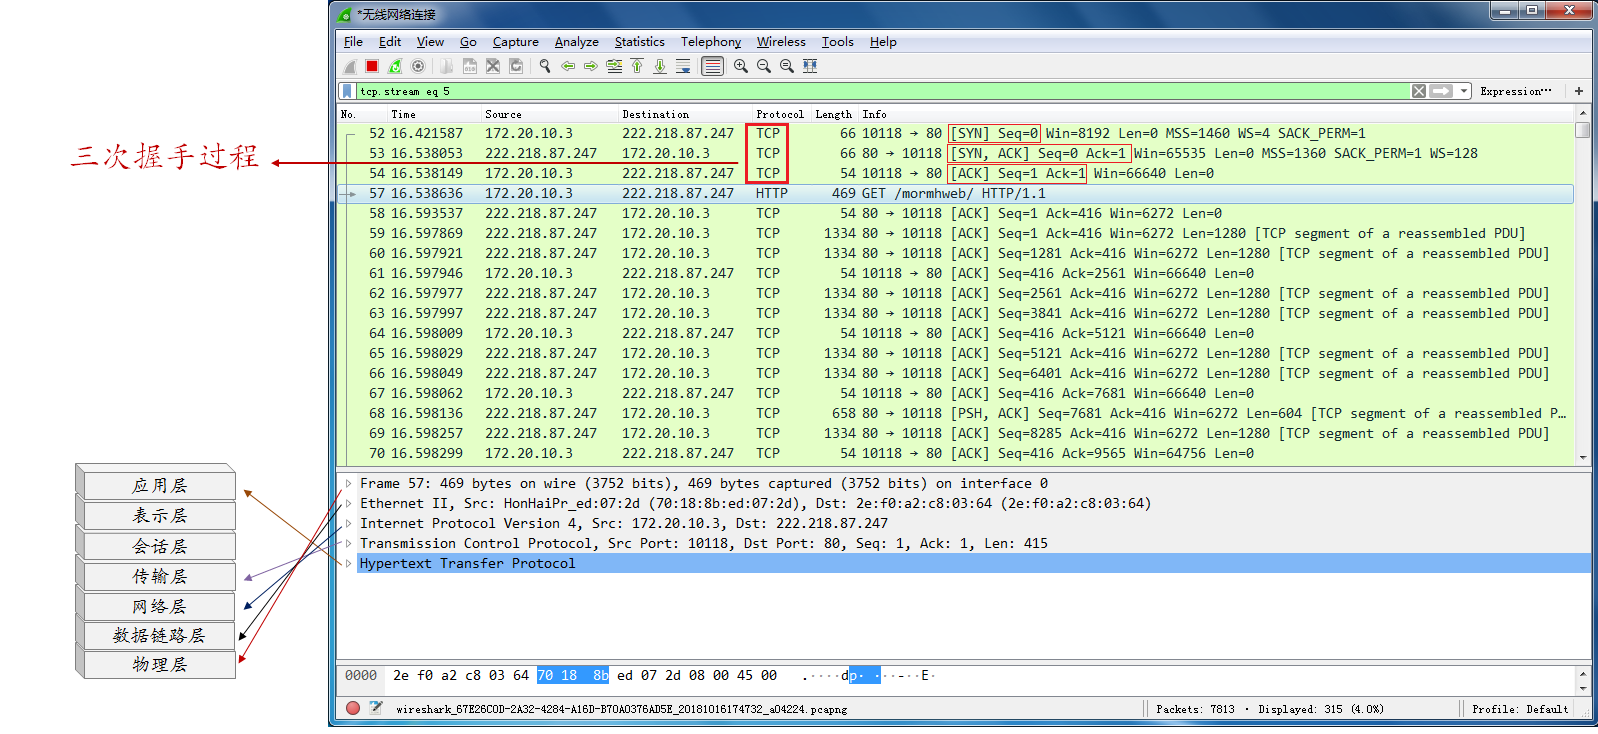 *无线网络连接
File Edit View Go Capture Analyze Statistics Telephony Wireless Tools Help
tcp.stream eq 5 Expression… +
No. Time Source Destination Protocol Length Info
52 16.421587 172.20.10.3 222.218.87.247 TCP 66 10118 → 80 [SYN] Seq=0 Win=8192 Len=0 MSS=1460 WS=4 SACK_PERM=1
53 16.538053 222.218.87.247 172.20.10.3 TCP 66 80 → 10118 [SYN, ACK] Seq=0 Ack=1 Win=65535 Len=0 MSS=1360 SACK_PERM=1 WS=128
54 16.538149 172.20.10.3 222.218.87.247 TCP 54 10118 → 80 [ACK] Seq=1 Ack=1 Win=66640 Len=0
57 16.538636 172.20.10.3 222.218.87.247 HTTP 469 GET /mormhweb/ HTTP/1.1
58 16.593537 222.218.87.247 172.20.10.3 TCP 54 80 → 10118 [ACK] Seq=1 Ack=416 Win=6272 Len=0
59 16.597869 222.218.87.247 172.20.10.3 TCP 1334 80 → 10118 [ACK] Seq=1 Ack=416 Win=6272 Len=1280 [TCP segment of a reassembled PDU]
60 16.597921 222.218.87.247 172.20.10.3 TCP 1334 80 → 10118 [ACK] Seq=1281 Ack=416 Win=6272 Len=1280 [TCP segment of a reassembled PDU]
61 16.597946 172.20.10.3 222.218.87.247 TCP 54 10118 → 80 [ACK] Seq=416 Ack=2561 Win=66640 Len=0
62 16.597977 222.218.87.247 172.20.10.3 TCP 1334 80 → 10118 [ACK] Seq=2561 Ack=416 Win=6272 Len=1280 [TCP segment of a reassembled PDU]
63 16.597997 222.218.87.247 172.20.10.3 TCP 1334 80 → 10118 [ACK] Seq=3841 Ack=416 Win=6272 Len=1280 [TCP segment of a reassembled PDU]
64 16.598009 172.20.10.3 222.218.87.247 TCP 54 10118 → 80 [ACK] Seq=416 Ack=5121 Win=66640 Len=0
65 16.598029 222.218.87.247 172.20.10.3 TCP 1334 80 → 10118 [ACK] Seq=5121 Ack=416 Win=6272 Len=1280 [TCP segment of a reassembled PDU]
66 16.598049 222.218.87.247 172.20.10.3 TCP 1334 80 → 10118 [ACK] Seq=6401 Ack=416 Win=6272 Len=1280 [TCP segment of a reassembled PDU]
67 16.598062 172.20.10.3 222.218.87.247 TCP 54 10118 → 80 [ACK] Seq=416 Ack=7681 Win=66640 Len=0
68 16.598136 222.218.87.247 172.20.10.3 TCP 658 80 → 10118 [PSH, ACK] Seq=7681 Ack=416 Win=6272 Len=604 [TCP segment of a reassembled P…
69 16.598257 222.218.87.247 172.20.10.3 TCP 1334 80 → 10118 [ACK] Seq=8285 Ack=416 Win=6272 Len=1280 [TCP segment of a reassembled PDU]
70 16.598299 172.20.10.3 222.218.87.247 TCP 54 10118 → 80 [ACK] Seq=416 Ack=9565 Win=64756 Len=0
三次握手过程
Frame 57: 469 bytes on wire (3752 bits), 469 bytes captured (3752 bits) on interface 0
Ethernet II, Src: HonHaiPr_ed:07:2d (70:18:8b:ed:07:2d), Dst: 2e:f0:a2:c8:03:64 (2e:f0:a2:c8:03:64)
Internet Protocol Version 4, Src: 172.20.10.3, Dst: 222.218.87.247
Transmission Control Protocol, Src Port: 10118, Dst Port: 80, Seq: 1, Ack: 1, Len: 415
Hypertext Transfer Protocol
应用层
表示层
会话层
传输层
网络层
数据链路层
物理层
0000 2e f0 a2 c8 03 64 70 18 8b ed 07 2d 08 00 45 00 .····dp· ··-··E·
wireshark_67E26C0D-2A32-4284-A16D-B70A0376AD5E_20181016174732_a04224.pcapng Packets: 7813 · Displayed: 315 (4.0%) Profile: Default